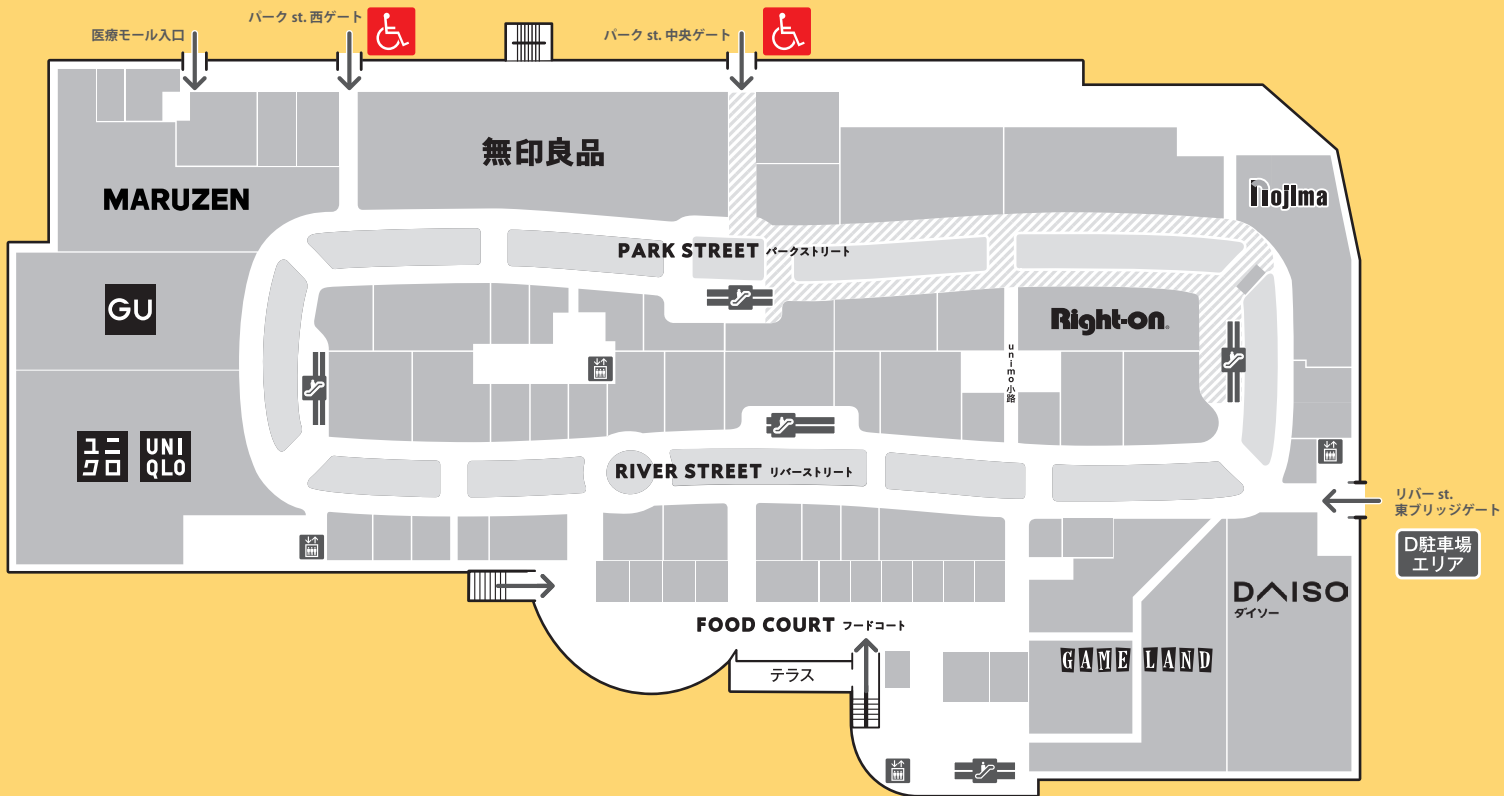 パーク st. 西ゲート
医療モール入口
パーク st. 中央ゲート
無印良品
MARUZEN
nojima
PARK STREET パークストリート
GU
Right-on
unimo小路
ユニクロ
UNIQLO
RIVER STREET リバーストリート
リバー st.
東ブリッジゲート
D駐車場
エリア
DAISO
ダイソー
FOOD COURT フードコート
GAME LAND
テラス